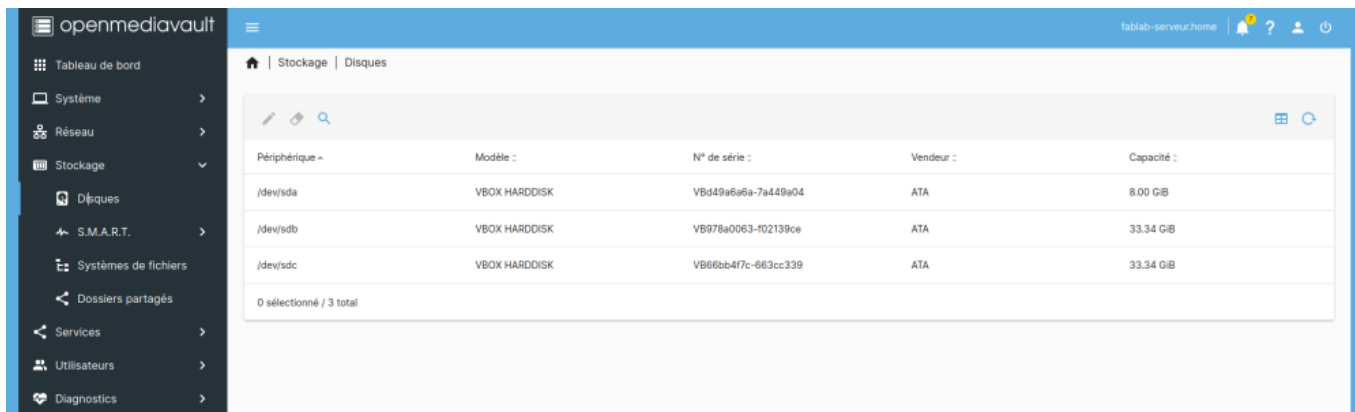 openmediavault
fablab-serveur.home ?
Tableau de bord
Système
Réseau
Stockage
Disques
S.M.A.R.T.
Systèmes de fichiers
Dossiers partagés
Services
Utilisateurs
Diagnostics
| Stockage | Disques
Périphérique Modèle N° de série Vendeur Capacité
/dev/sda VBOX HARDDISK VBd49a6a6a-7a449a04 ATA 8.00 GiB
/dev/sdb VBOX HARDDISK VB978a0063-f02139ce ATA 33.34 GiB
/dev/sdc VBOX HARDDISK VB66bb4f7c-663cc339 ATA 33.34 GiB
0 sélectionné / 3 total